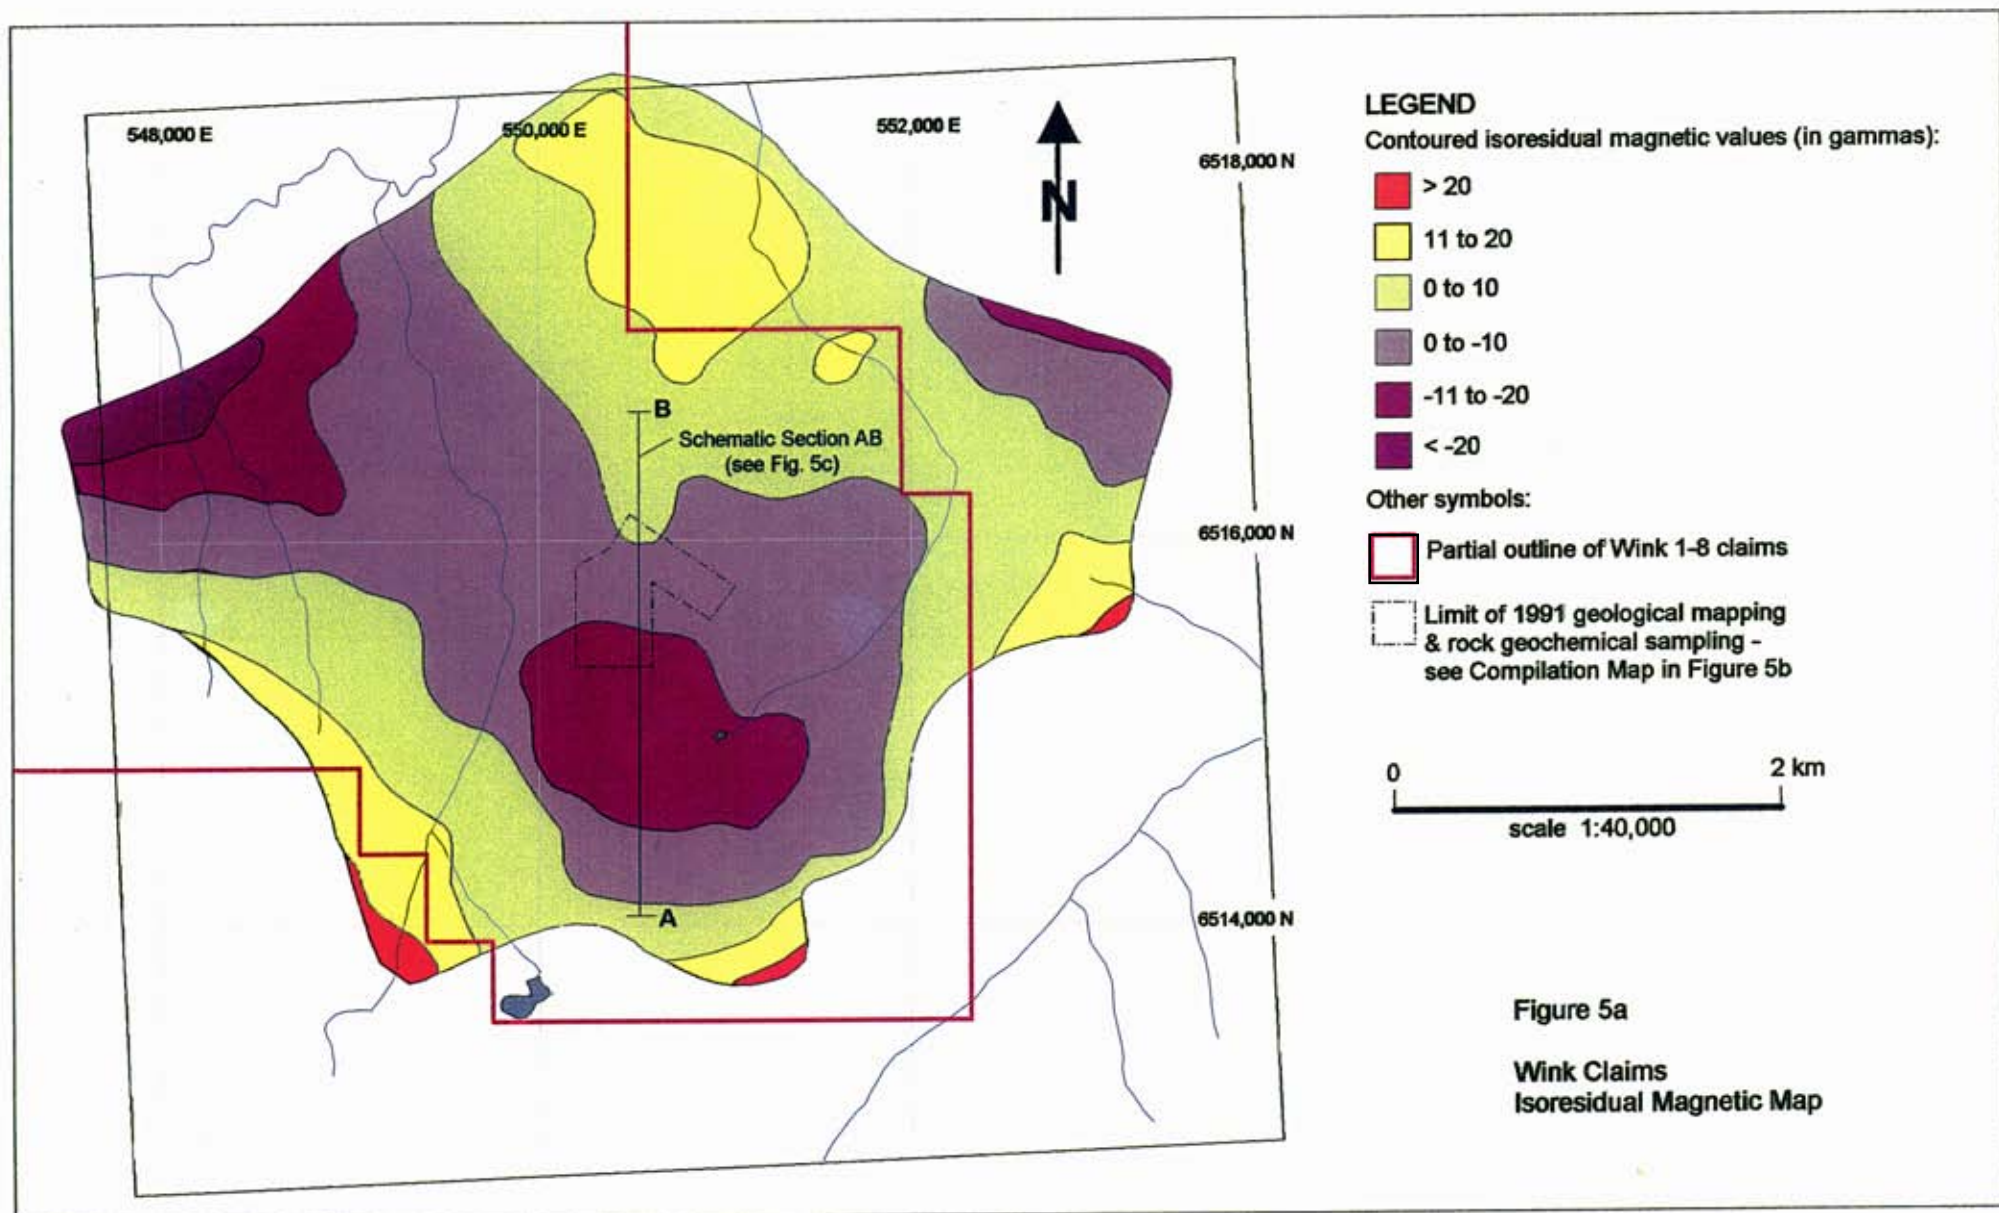 548,000 E
550,000 E
552,000 E
6518,000 N
6516,000 N
6514,000 N
N
B
Schematic Section AB
(see Fig. 5c)
A
LEGEND
Contoured isoresidual magnetic values (in gammas):
> 20
11 to 20
0 to 10
0 to -10
-11 to -20
< -20
Other symbols:
Partial outline of Wink 1-8 claims
Limit of 1991 geological mapping
& rock geochemical sampling -
see Compilation Map in Figure 5b
0
2 km
scale 1:40,000
Figure 5a
Wink Claims
Isoresidual Magnetic Map